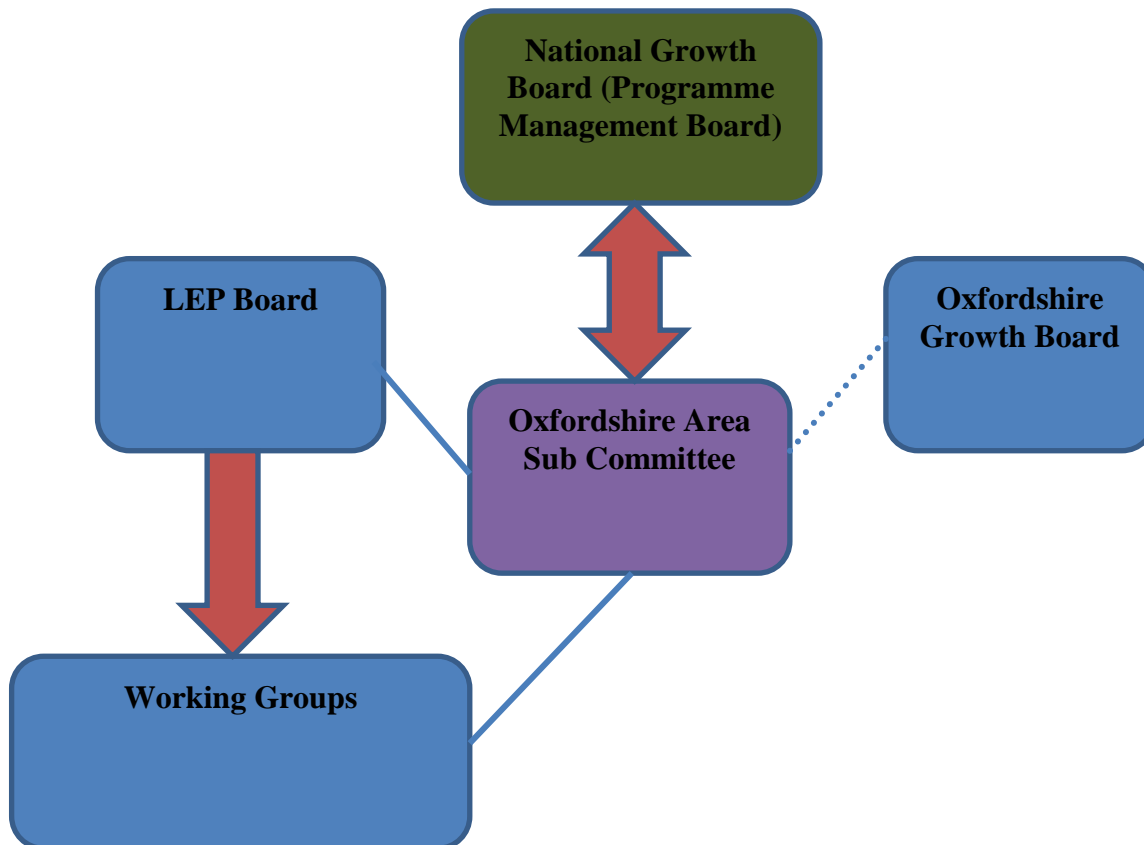 National Growth
Board (Programme
Management Board)
LEP Board
Oxfordshire
Growth Board
Oxfordshire Area
Sub Committee
Working Groups